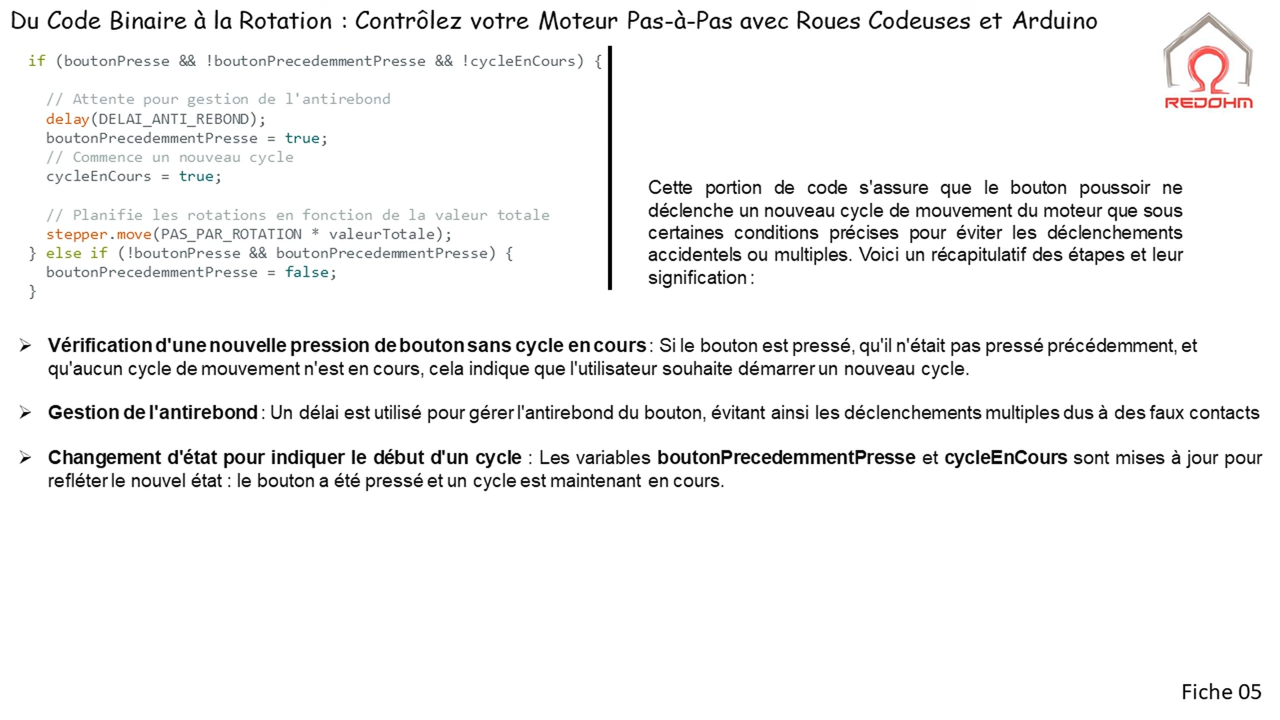 Du Code Binaire à la Rotation : Contrôlez votre Moteur Pas-à-Pas avec Roues Codeuses et Arduino
REDOHM
if (boutonPresse && !boutonPrecedemmentPresse && !cycleEnCours) {
// Attente pour gestion de l'antirebond
delay(DELAI_ANTI_REBOND);
boutonPrecedemmentPresse = true;
// Commence un nouveau cycle
cycleEnCours = true;
// Planifie les rotations en fonction de la valeur totale
stepper.move(PAS_PAR_ROTATION * valeurTotale);
} else if (!boutonPresse && boutonPrecedemmentPresse) {
boutonPrecedemmentPresse = false;
}
Cette portion de code s'assure que le bouton poussoir ne
déclenche un nouveau cycle de mouvement du moteur que sous
certaines conditions précises pour éviter les déclenchements
accidentels ou multiples. Voici un récapitulatif des étapes et leur
signification :
➢ Vérification d'une nouvelle pression de bouton sans cycle en cours : Si le bouton est pressé, qu'il n'était pas pressé précédemment, et
qu'aucun cycle de mouvement n'est en cours, cela indique que l'utilisateur souhaite démarrer un nouveau cycle.
➢ Gestion de l'antirebond : Un délai est utilisé pour gérer l'antirebond du bouton, évitant ainsi les déclenchements multiples dus à des faux contacts
➢ Changement d'état pour indiquer le début d'un cycle : Les variables boutonPrecedemmentPresse et cycleEnCours sont mises à jour pour
refléter le nouvel état : le bouton a été pressé et un cycle est maintenant en cours.
Fiche 05